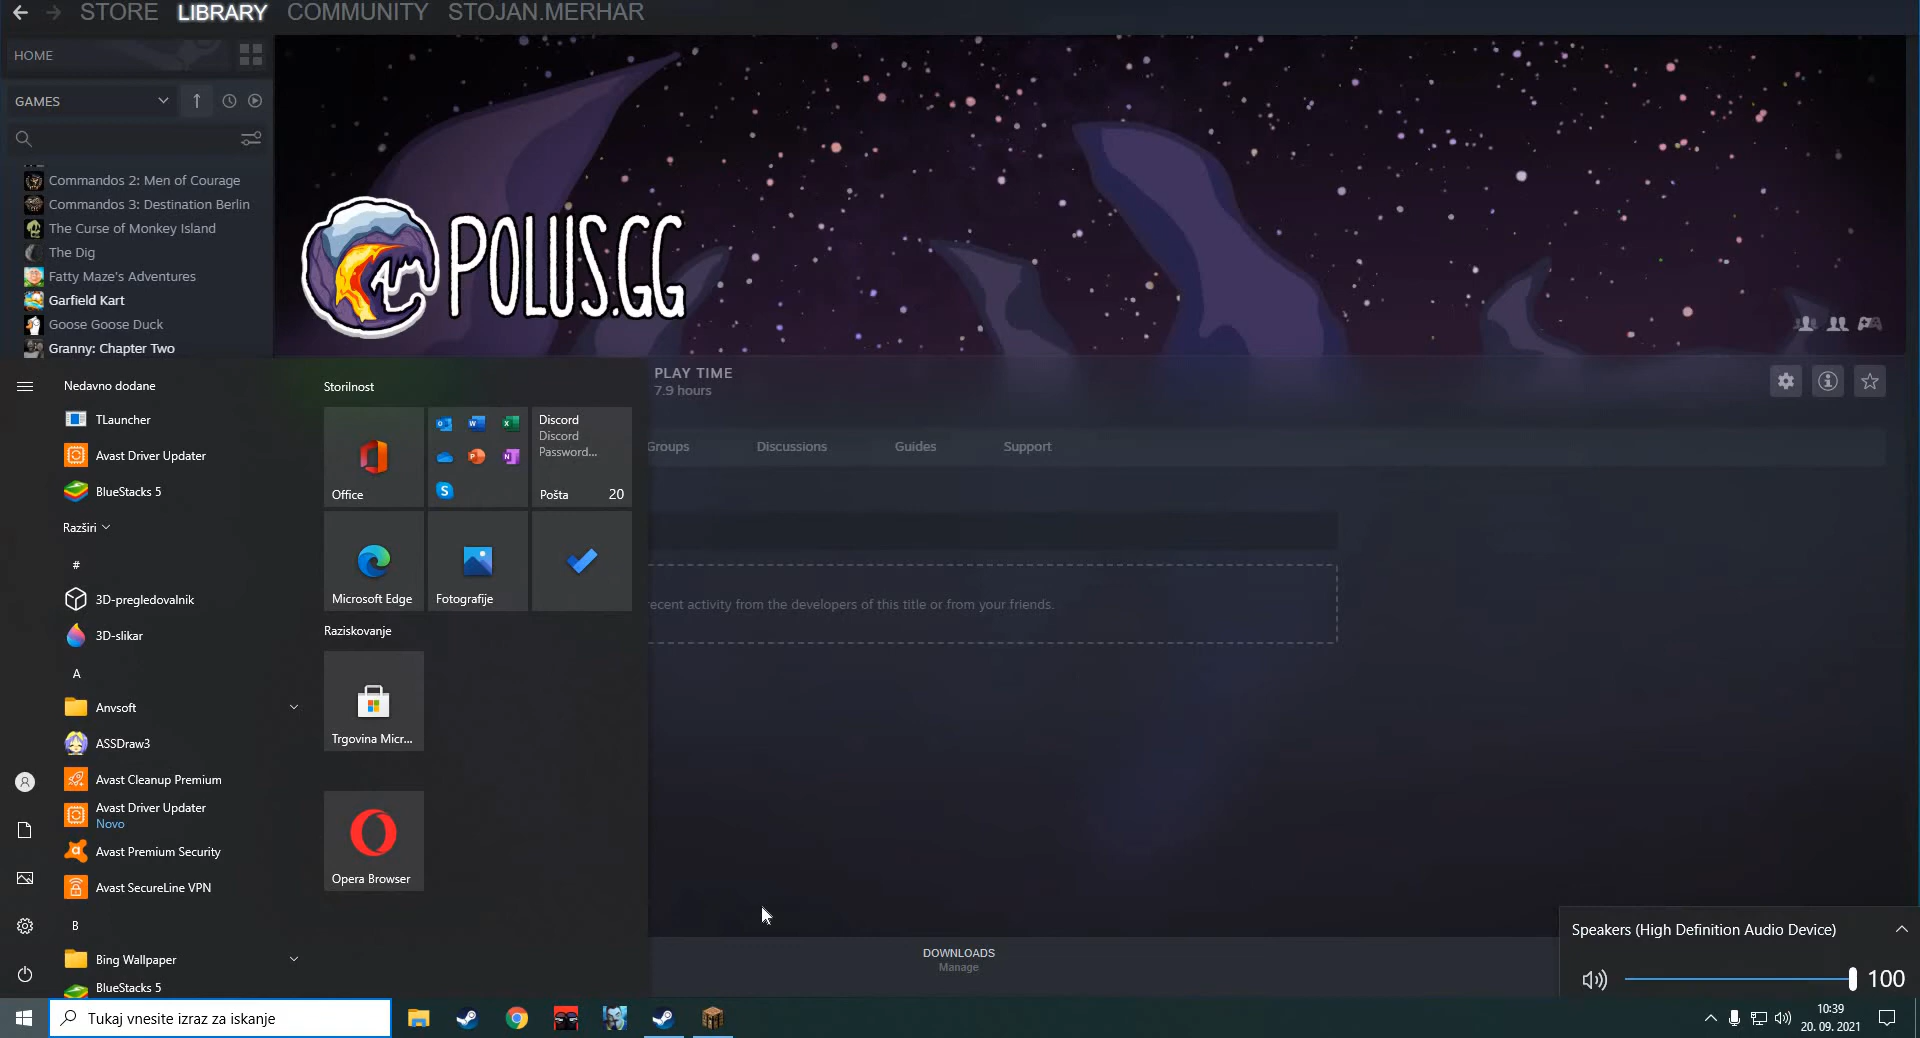 STORE LIBRARY COMMUNITY STOJAN.MERHAR
HOME
GAMES
Commandos 2: Men of Courage
Commandos 3: Destination Berlin
The Curse of Monkey Island
The Dig
Fatty Maze's Adventures
Garfield Kart
Goose Goose Duck
Granny: Chapter Two
POLUS.GG
PLAY TIME
7.9 hours
Groups Discussions Guides Support
recent activity from the developers of this title or from your friends.
DOWNLOADS
Manage
Nedavno dodane
TLauncher
Avast Driver Updater
BlueStacks 5
Razširi
#
3D-pregledovalnik
3D-slikar
A
Anvsoft
ASSDraw3
Avast Cleanup Premium
Avast Driver Updater
Novo
Avast Premium Security
Avast SecureLine VPN
B
Bing Wallpaper
BlueStacks 5
Storilnost
Office
Discord
Discord
Password...
Pošta 20
Microsoft Edge
Fotografije
Raziskovanje
Trgovina Micr...
Opera Browser
Speakers (High Definition Audio Device)
100
Tukaj vnesite izraz za iskanje
10:39
20. 09. 2021